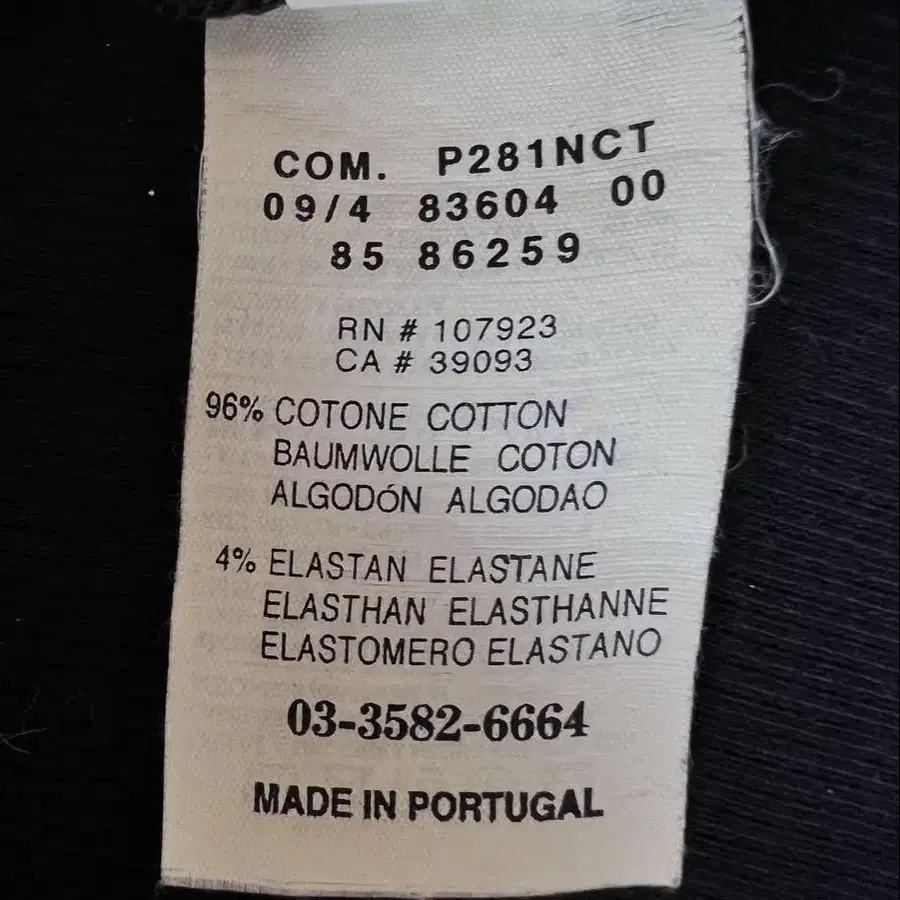 COM. P281NCT
09/4 83604 00
85 86259
RN # 107923
CA # 39093
96% COTONE COTTON
BAUMWOLLE COTON
ALGODÓN ALGODAO
4% ELASTAN ELASTANE
ELASTHAN ELASTHANNE
ELASTOMERO ELASTANO
03-3582-6664
MADE IN PORTUGAL